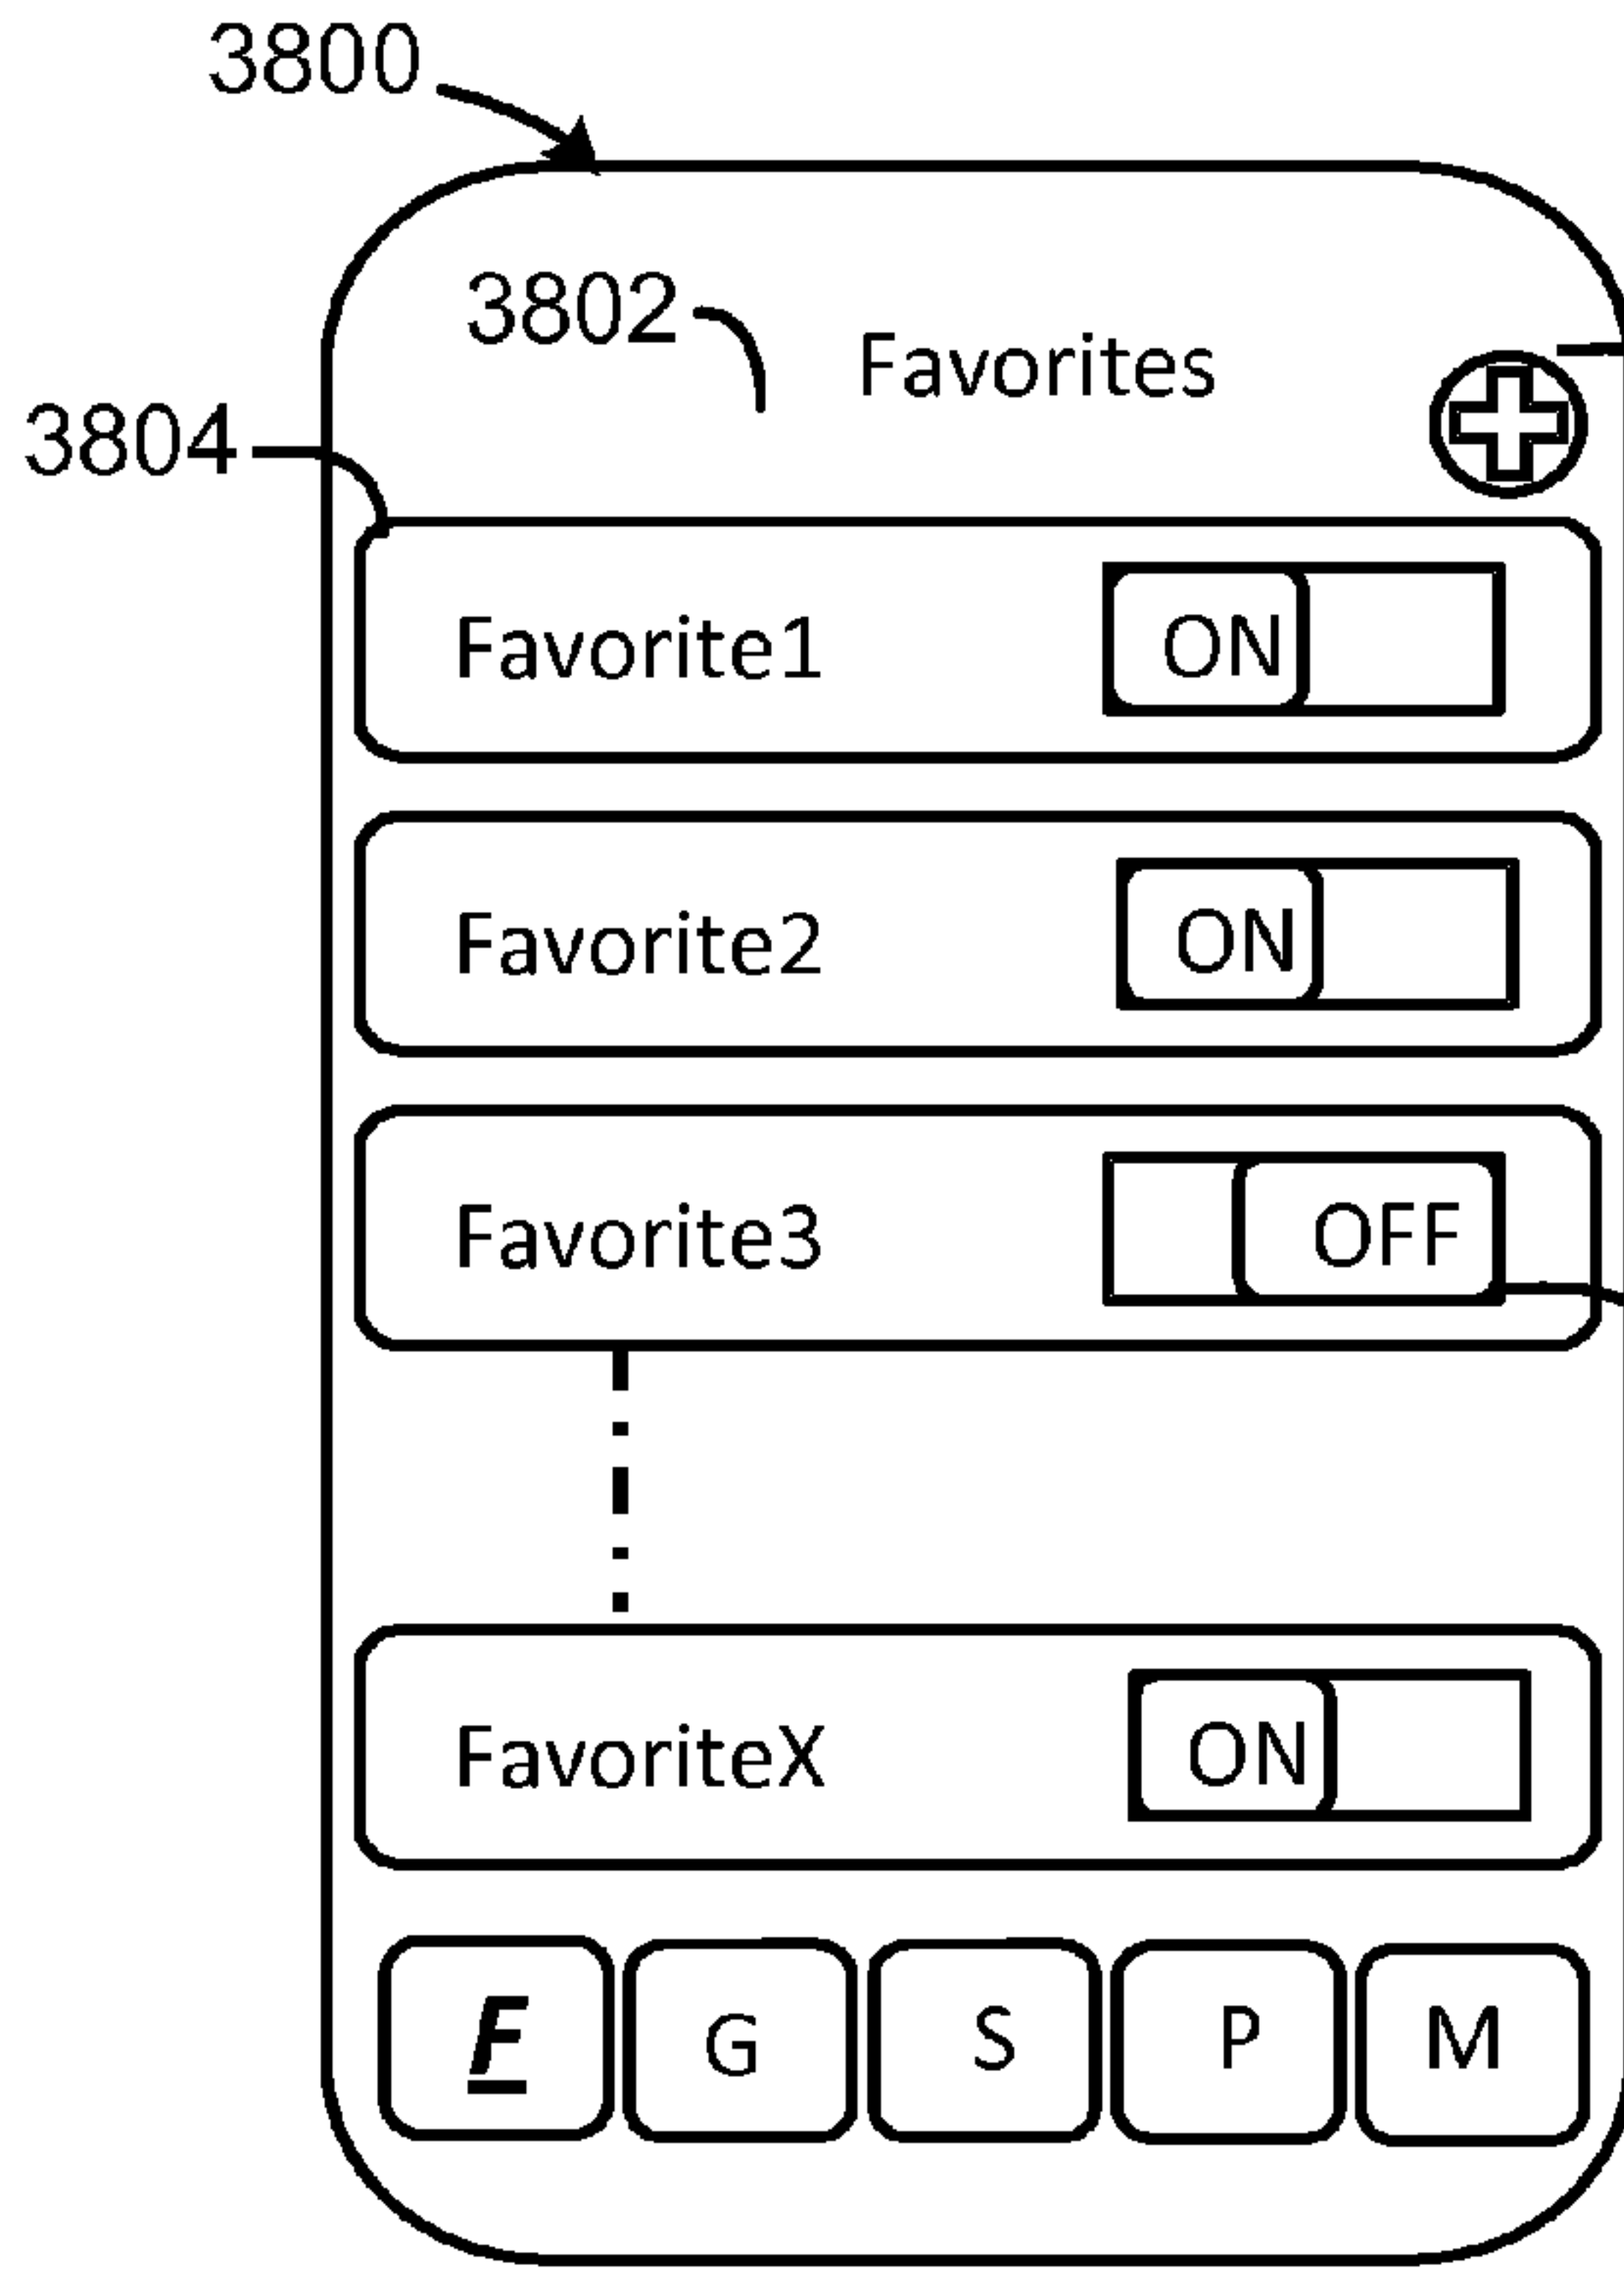 3800
3802
Favorites
3804
Favorite1 ON
Favorite2 ON
Favorite3 OFF
FavoriteX ON
F G S P M